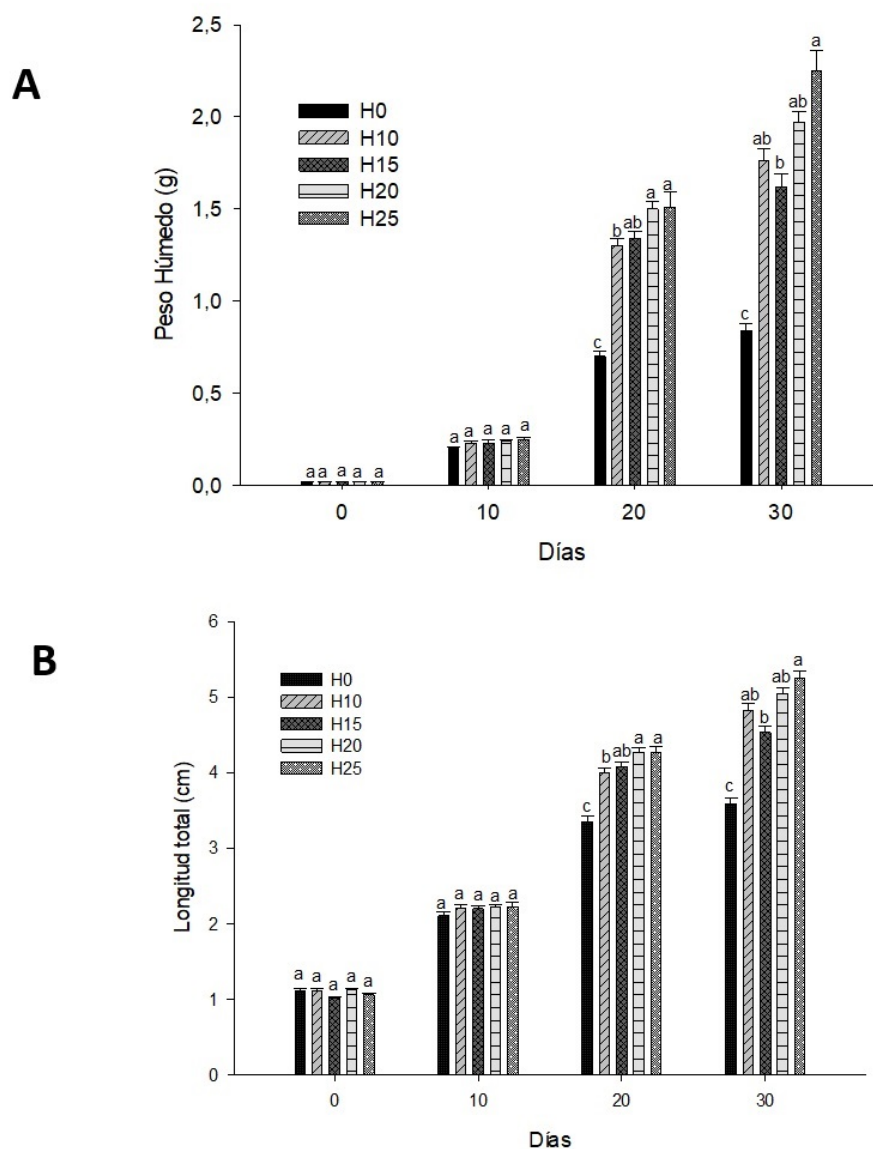 A
2,5
2,0
1,5
1,0
0,5
0,0
Peso Húmedo (g)
H0
H10
H15
H20
H25
a a a a a
a a a a a
c b ab a a
c ab b ab a
0 10 20 30
Días
B
6
5
4
3
2
1
0
Longitud total (cm)
H0
H10
H15
H20
H25
a a a a a
a a a a a
c b ab a a
c ab b ab a
0 10 20 30
Días